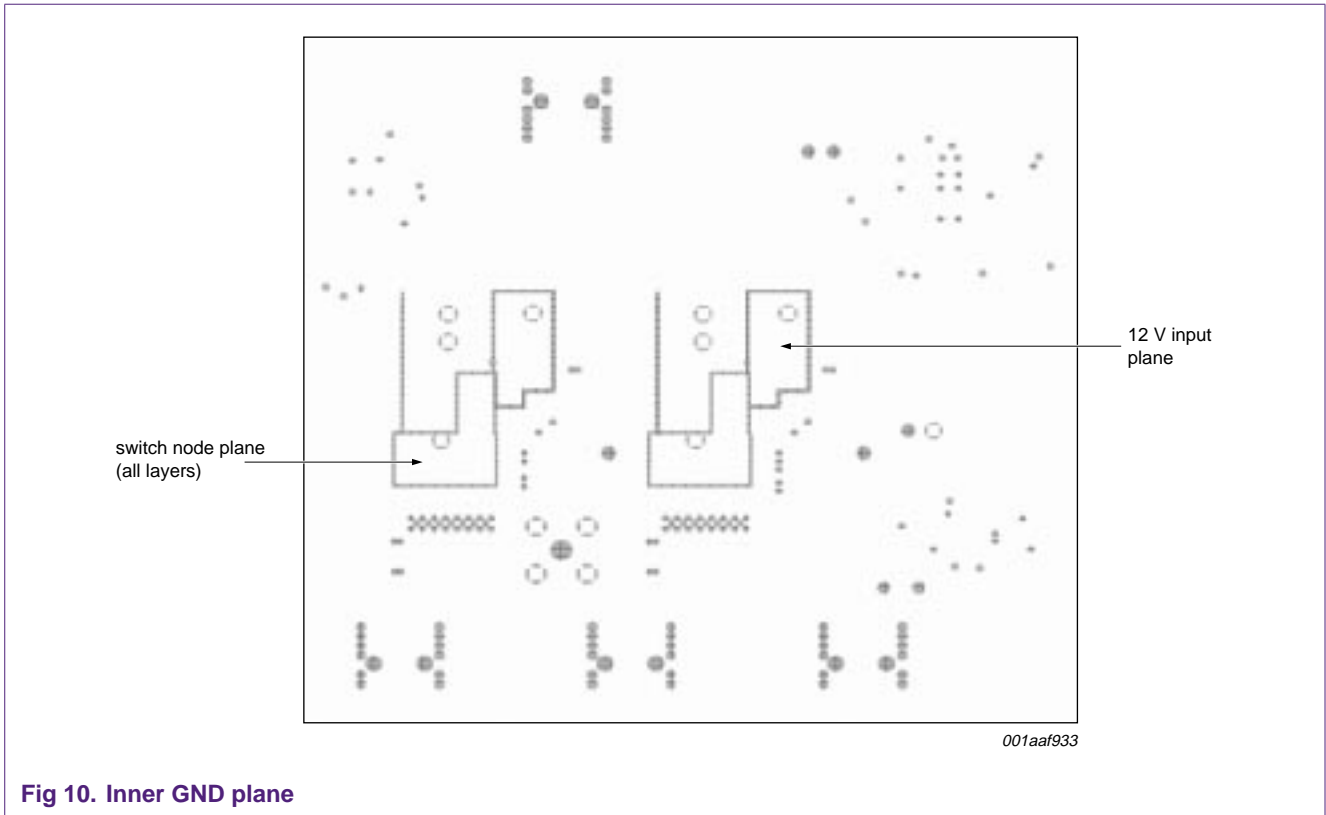 12 V input
plane
switch node plane
(all layers)
001aaf933
Fig 10. Inner GND plane